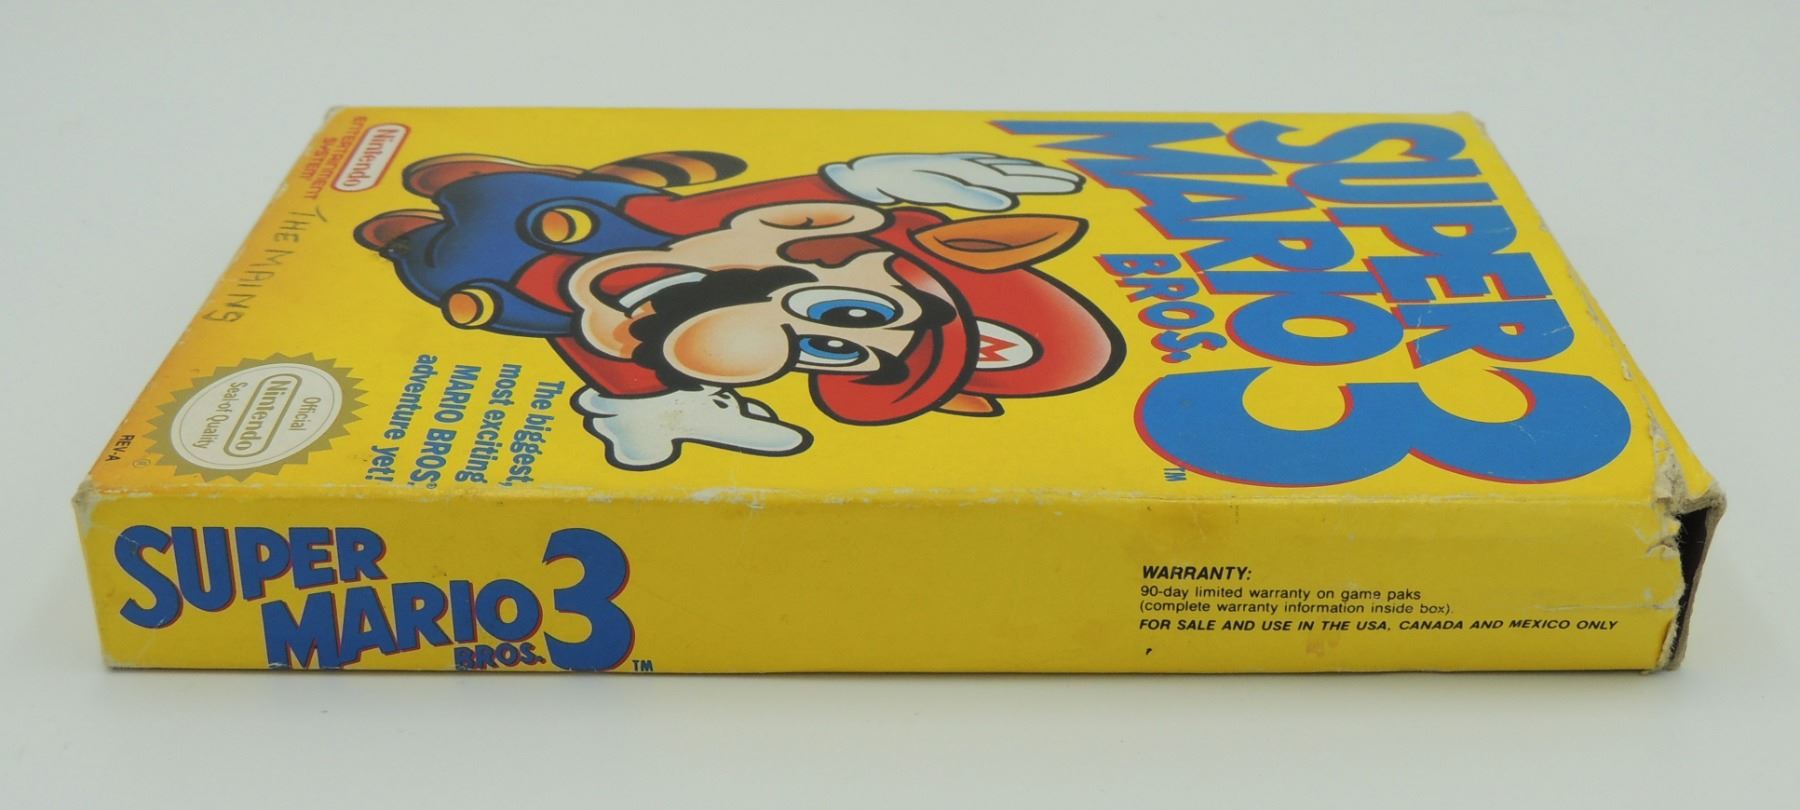 SUPER
MARIO
BROS.
3
TM
M
The biggest,
most exciting
MARIO BROS.®
adventure yet!
Nintendo
ENTERTAINMENT
SYSTEM
THE MAINS
Official
Nintendo
Seal of Quality
®
REV-A
SUPER
MARIO
BROS.
3
TM
WARRANTY:
90-day limited warranty on game paks
(complete warranty information inside box).
FOR SALE AND USE IN THE USA, CANADA AND MEXICO ONLY